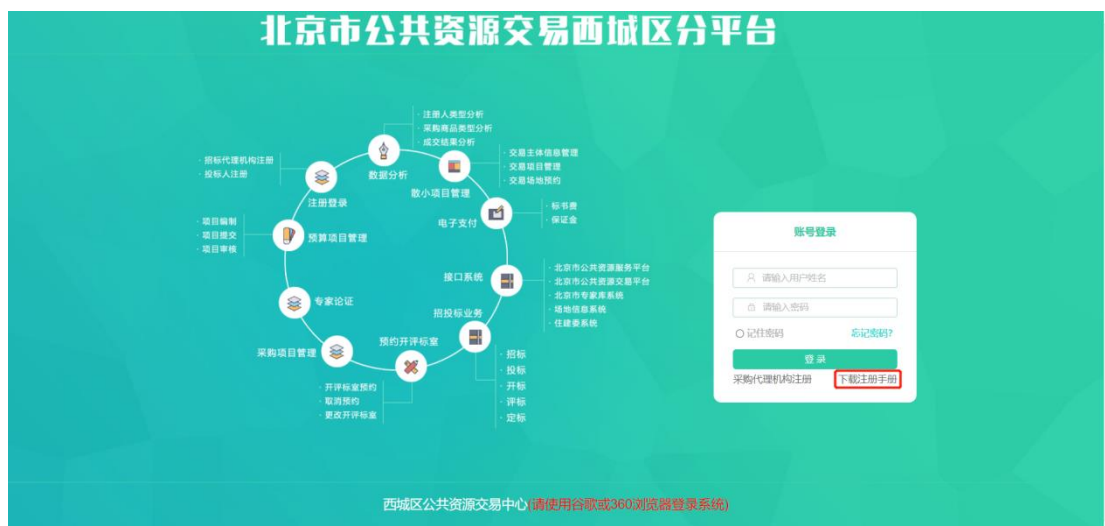 北京市公共资源交易西城区分平台
· 注册人类型分析
· 采购商品类型分析
· 成交结果分析
数据分析
· 交易主体信息管理
· 交易项目管理
· 交易场地预约
散小项目管理
· 招标代理机构注册
· 投标人注册
注册登录
· 标书费
· 保证金
电子支付
· 项目编制
· 项目提交
· 项目审核
预算项目管理
· 北京市公共资源服务平台
· 北京市公共资源交易平台
· 北京市专家库系统
· 场地信息系统
· 住建委系统
接口系统
专家论证
招投标业务
· 招标
· 投标
· 开标
· 评标
· 定标
采购项目管理
预约开评标室
· 开评标室预约
· 取消预约
· 更改开评标室
账号登录
请输入用户姓名
请输入密码
记住密码 忘记密码?
登录
采购代理机构注册 下载注册手册
西城区公共资源交易中心(请使用谷歌或360浏览器登录系统)